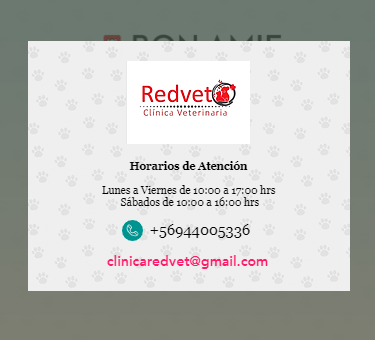 BON AMIE
Redvet
Clínica Veterinaria
Horarios de Atención
Lunes a Viernes de 10:00 a 17:00 hrs
Sábados de 10:00 a 16:00 hrs
+56944005336
clinicaredvet@gmail.com